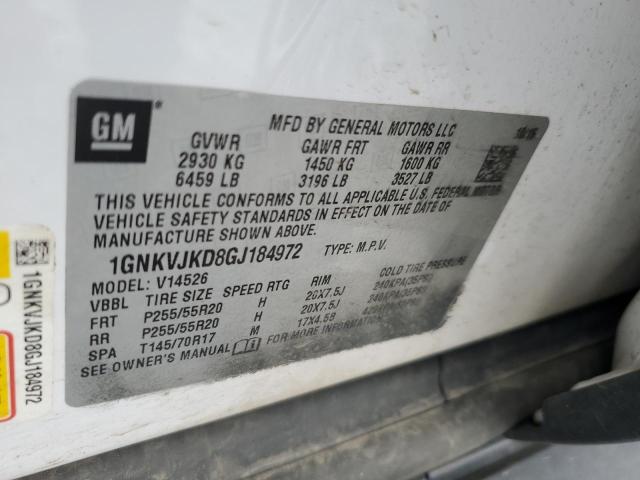 GM
MFD BY GENERAL MOTORS LLC
10/15
GVWR GAWR FRT GAWR RR
2930 KG 1450 KG 1600 KG
6459 LB 3196 LB 3527 LB
THIS VEHICLE CONFORMS TO ALL APPLICABLE U.S. FEDERAL MOTOR
VEHICLE SAFETY STANDARDS IN EFFECT ON THE DATE OF
MANUFACTURE SHOWN ABOVE.
1GNKVJKD8GJ184972 TYPE: M.P.V.
MODEL: V14526
VBBL TIRE SIZE SPEED RTG RIM COLD TIRE PRESSURE
FRT P255/55R20 H 20X7.5J 240KPA(35PSI)
RR P255/55R20 H 20X7.5J 240KPA(35PSI)
SPA T145/70R17 M 17X4.5B
SEE OWNER'S MANUAL FOR MORE INFORMATION
1GNKVJKD8GJ184972